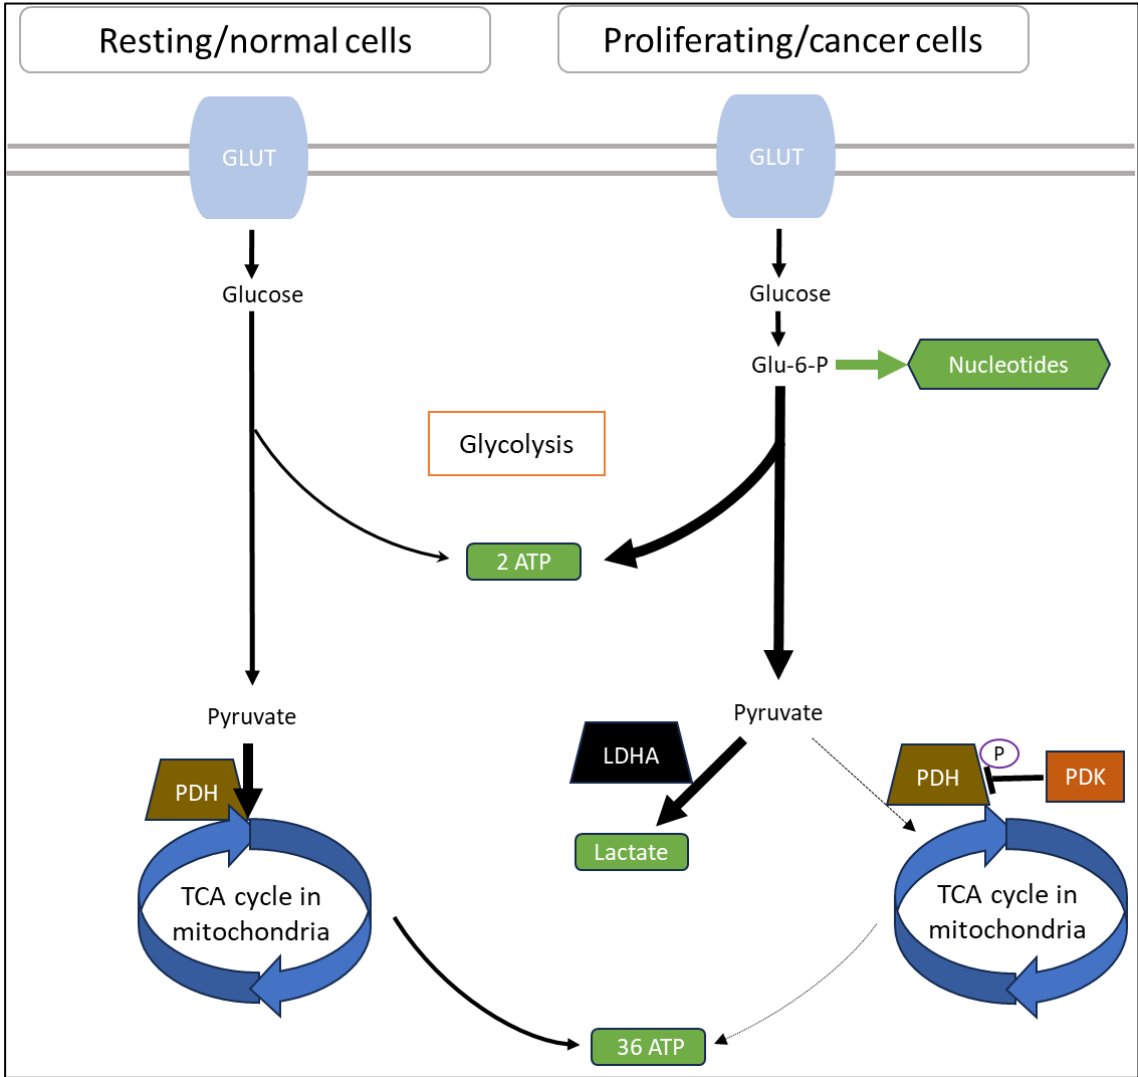 Resting/normal cells
Proliferating/cancer cells
GLUT
GLUT
Glucose
Glucose
Glu-6-P
Nucleotides
Glycolysis
2 ATP
Pyruvate
Pyruvate
PDH
LDHA
PDH
P
PDK
Lactate
TCA cycle in
mitochondria
TCA cycle in
mitochondria
36 ATP